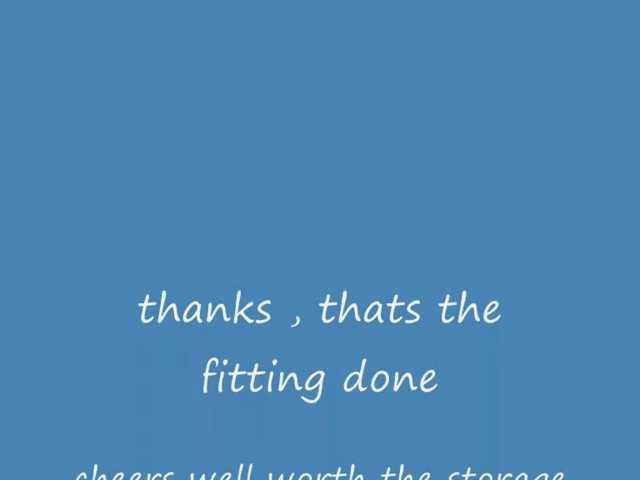 thanks , thats the
fitting done
cheers well worth the storage